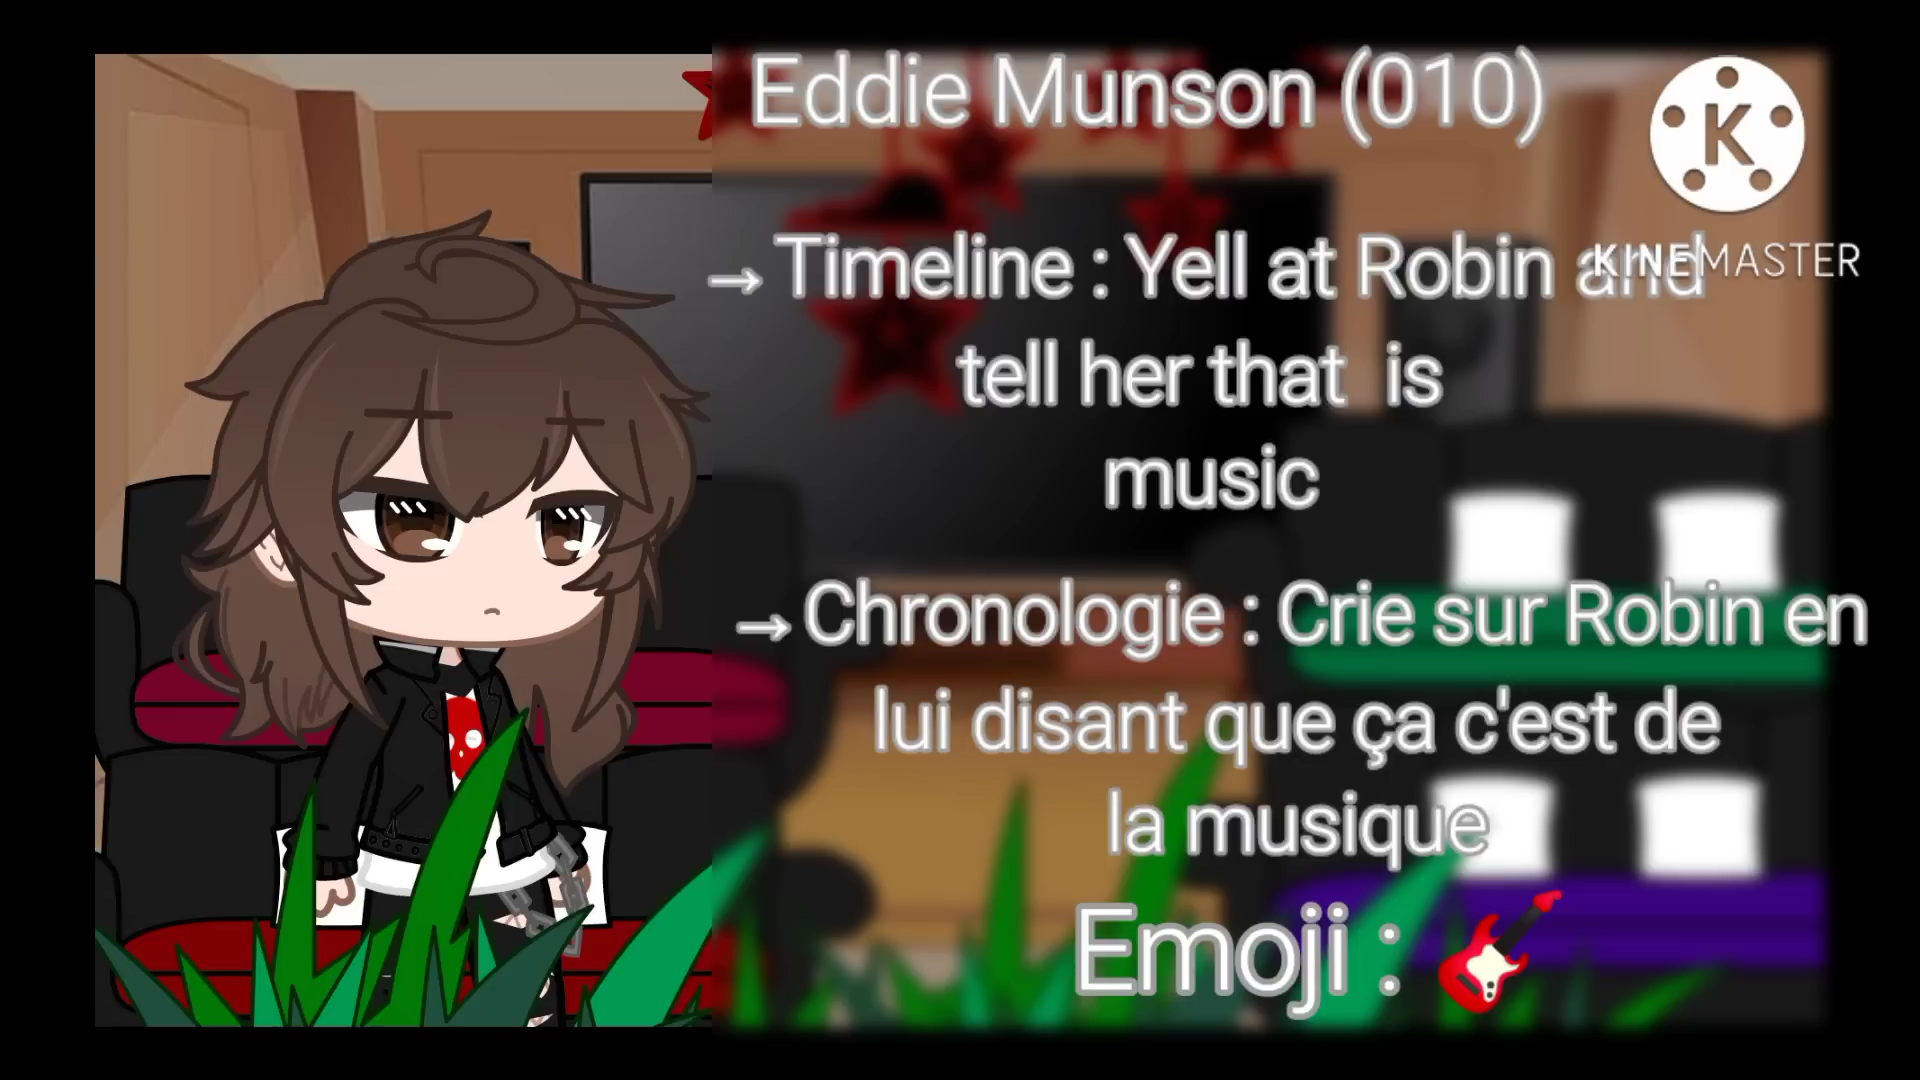 Eddie Munson (010)
→ Timeline : Yell at Robin and
tell her that is
music
→ Chronologie : Crie sur Robin en
lui disant que ça c'est de
la musique
Emoji : 🎸
K
KINEMASTER